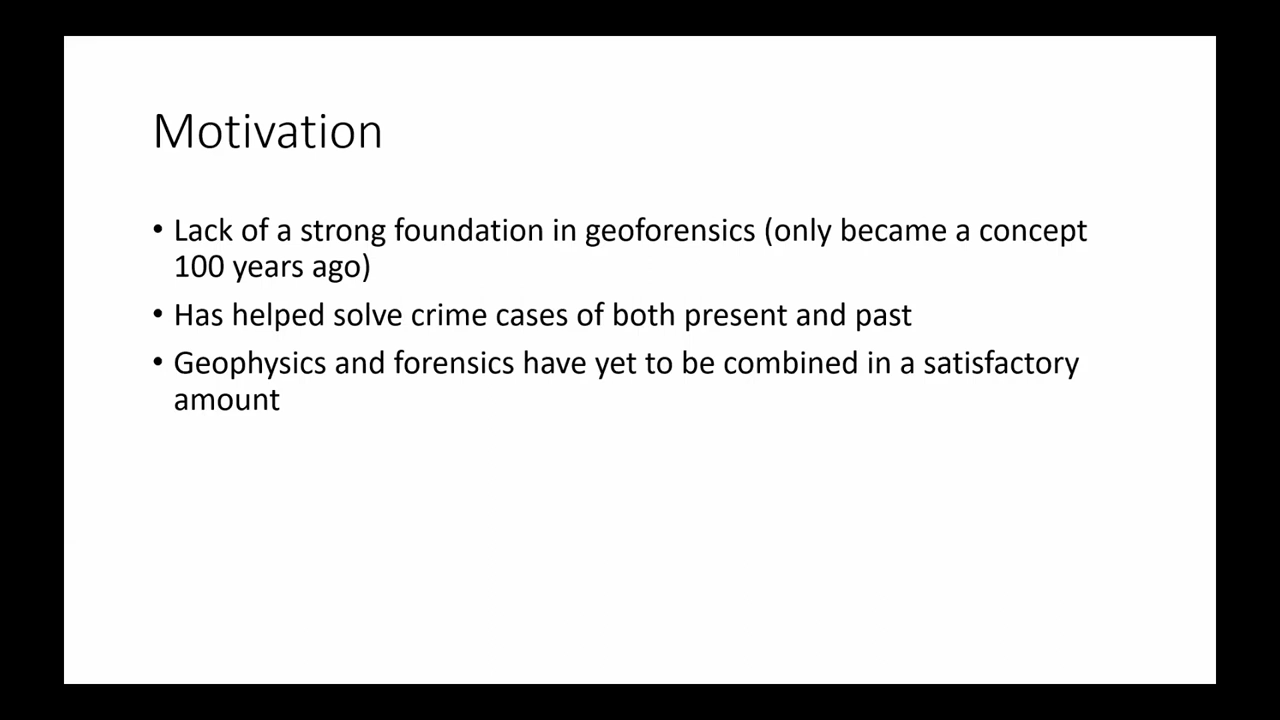 Motivation
• Lack of a strong foundation in geoforensics (only became a concept
100 years ago)
• Has helped solve crime cases of both present and past
• Geophysics and forensics have yet to be combined in a satisfactory
amount